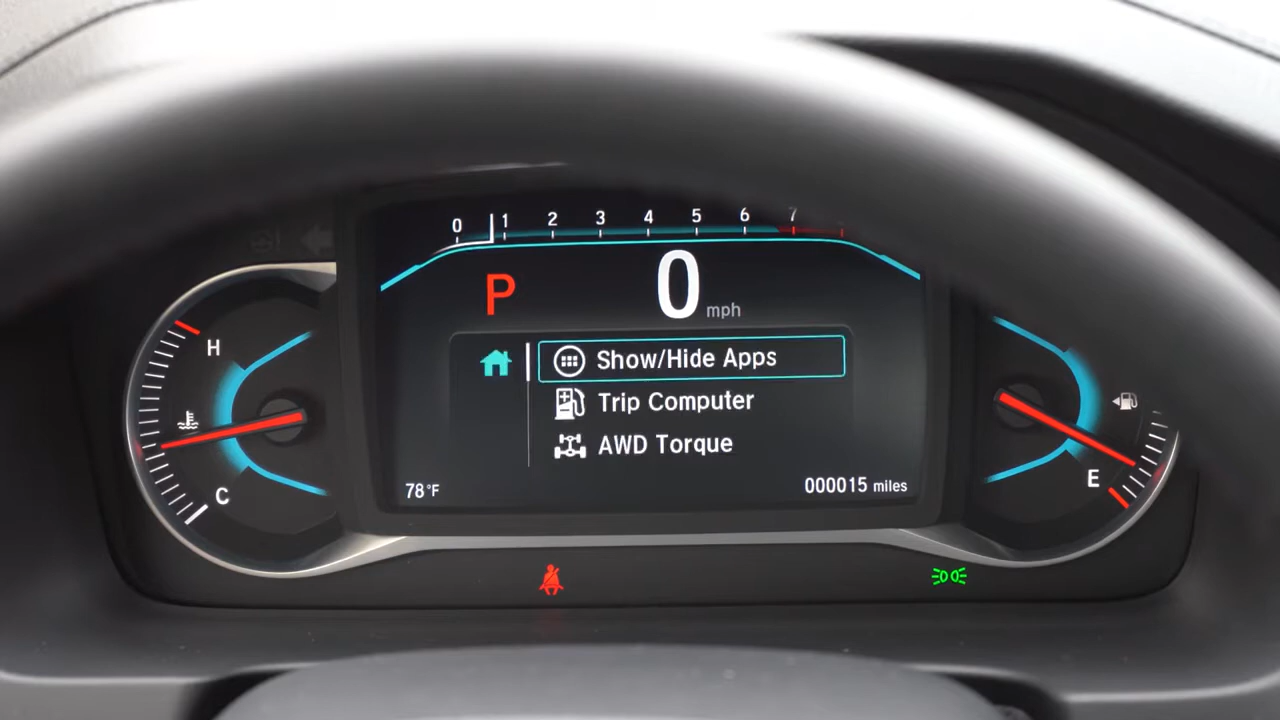 0 1 2 3 4 5 6 7
P 0 mph
H
Show/Hide Apps
Trip Computer
AWD Torque
C
E
78°F
000015 miles